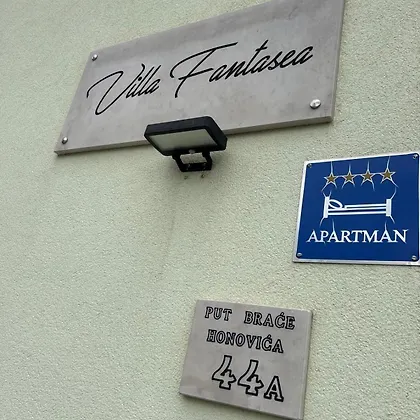 Villa Fantasea
APARTMAN
PUT BRAĆE
HONOVIĆA
44A